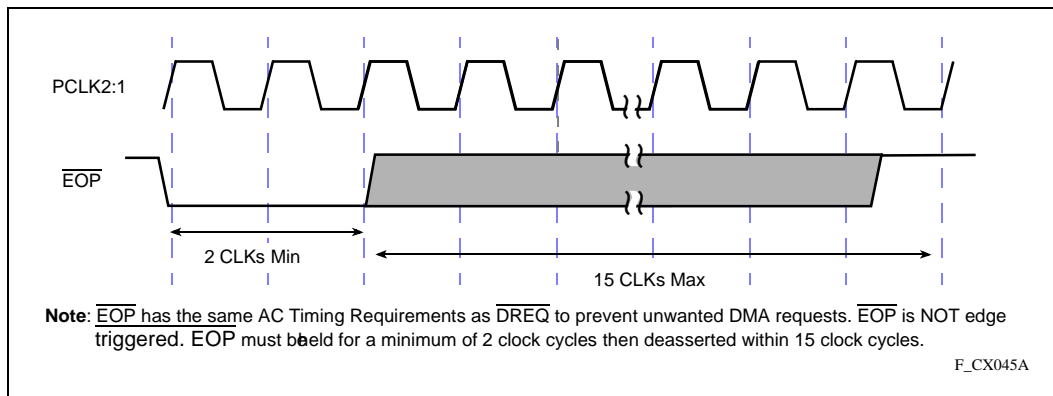 PCLK2:1
EOP
2 CLKs Min
15 CLKs Max
Note: EOP has the same AC Timing Requirements as DREQ to prevent unwanted DMA requests. EOP is NOT edge
triggered. EOP must be held for a minimum of 2 clock cycles then deasserted within 15 clock cycles.
F_CX045A